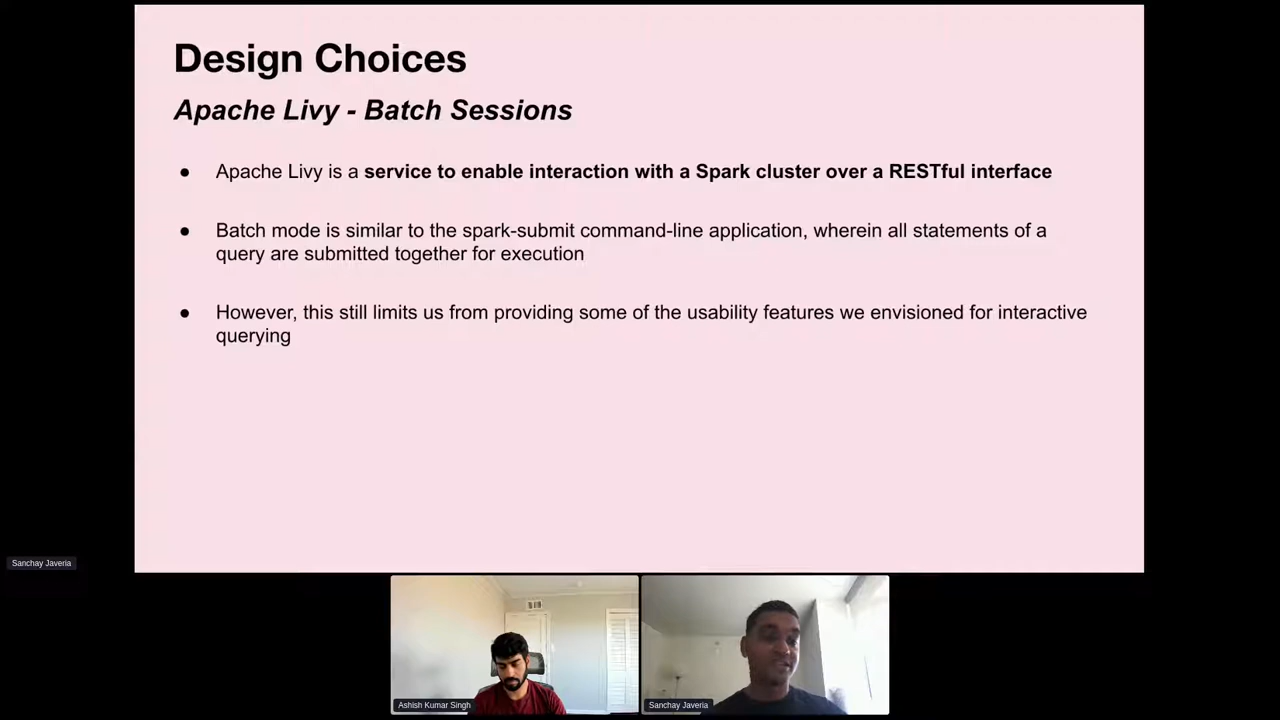 Design Choices
Apache Livy - Batch Sessions
● Apache Livy is a service to enable interaction with a Spark cluster over a RESTful interface
● Batch mode is similar to the spark-submit command-line application, wherein all statements of a
query are submitted together for execution
● However, this still limits us from providing some of the usability features we envisioned for interactive
querying
Sanchay Javeria
Ashish Kumar Singh
Sanchay Javeria